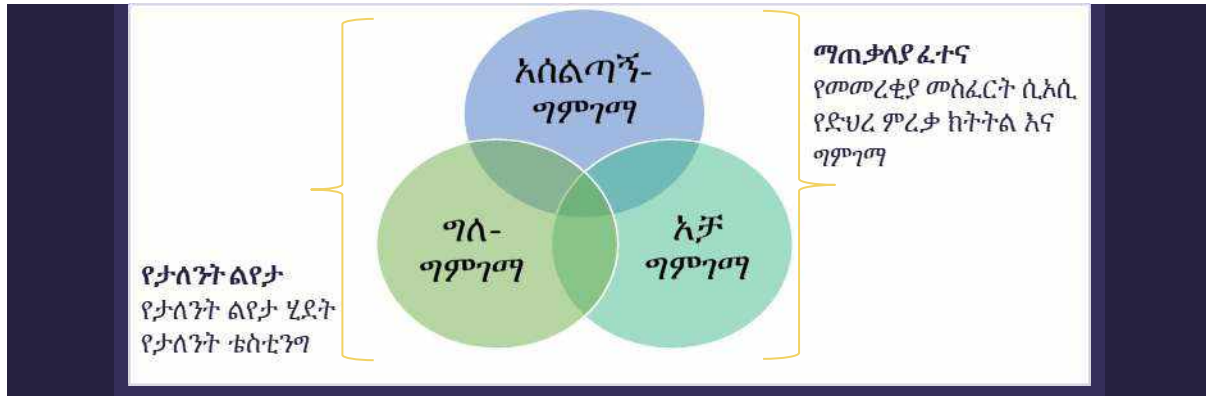 አሰልጣኝ-
ግምገማ
ግለ-
ግምገማ
አቻ
ግምገማ
የታለንት ልየታ
የታለንት ልየታ ሂደት
የታለንት ቴስቲንግ
ማጠቃለያ ፈተና
የመመረቂያ መስፈርት ሲኦሲ
የድህረ ምረቃ ክትትል እና
ግምገማ